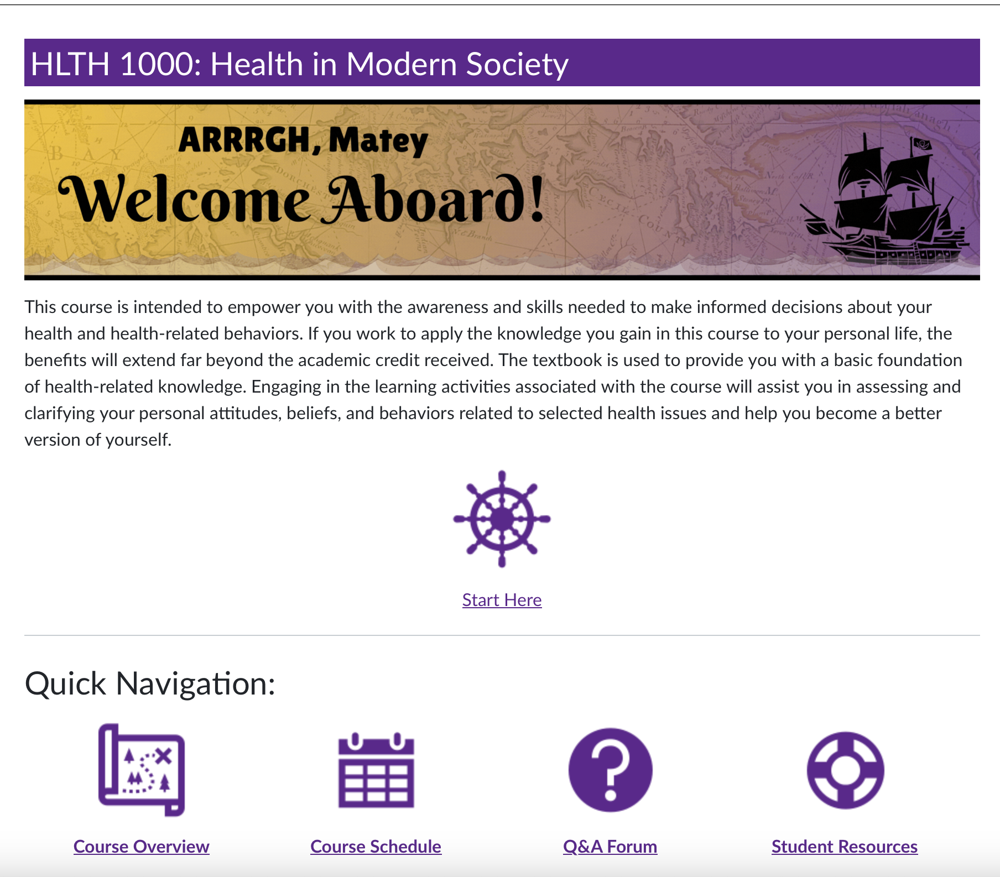 HLTH 1000: Health in Modern Society
ARRRGH, Matey
Welcome Aboard!
This course is intended to empower you with the awareness and skills needed to make informed decisions about your
health and health-related behaviors. If you work to apply the knowledge you gain in this course to your personal life, the
benefits will extend far beyond the academic credit received. The textbook is used to provide you with a basic foundation
of health-related knowledge. Engaging in the learning activities associated with the course will assist you in assessing and
clarifying your personal attitudes, beliefs, and behaviors related to selected health issues and help you become a better
version of yourself.
Start Here
Quick Navigation:
Course Overview
Course Schedule
Q&A Forum
Student Resources